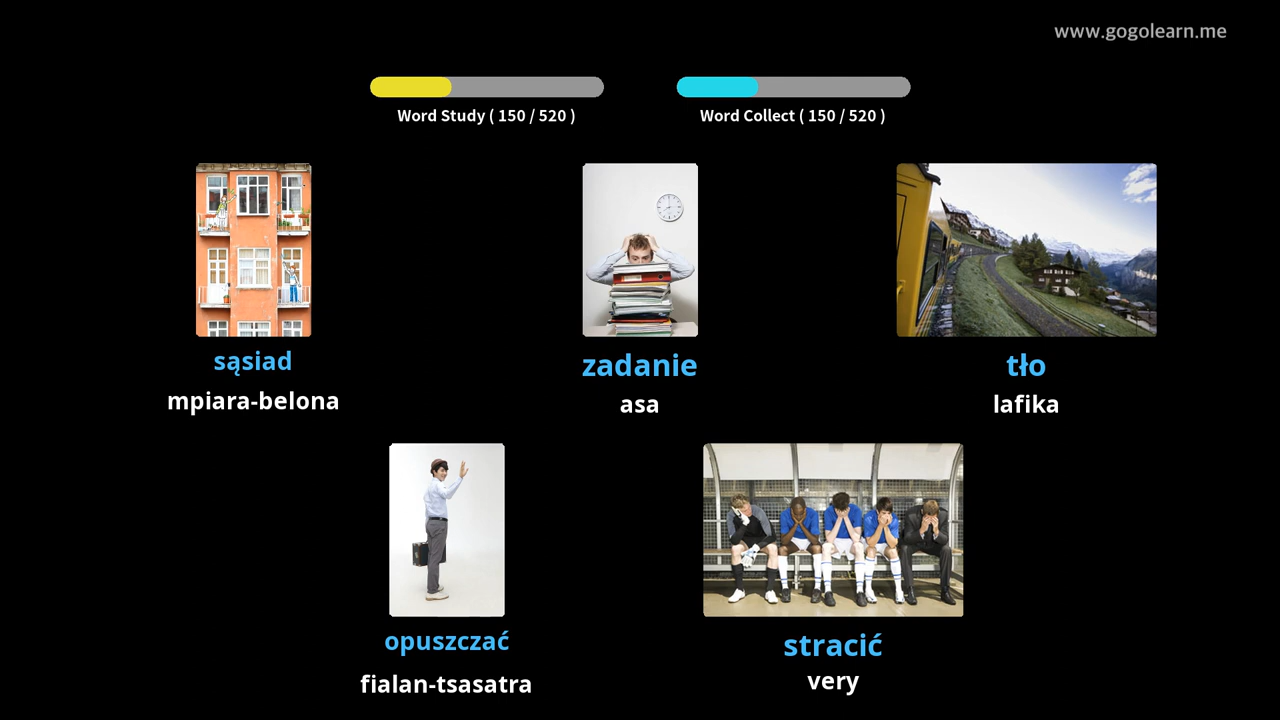 www.gogolearn.me
Word Study ( 150 / 520 )
Word Collect ( 150 / 520 )
sąsiad
mpiara-belona
zadanie
asa
tło
lafika
opuszczać
fialan-tsasatra
stracić
very